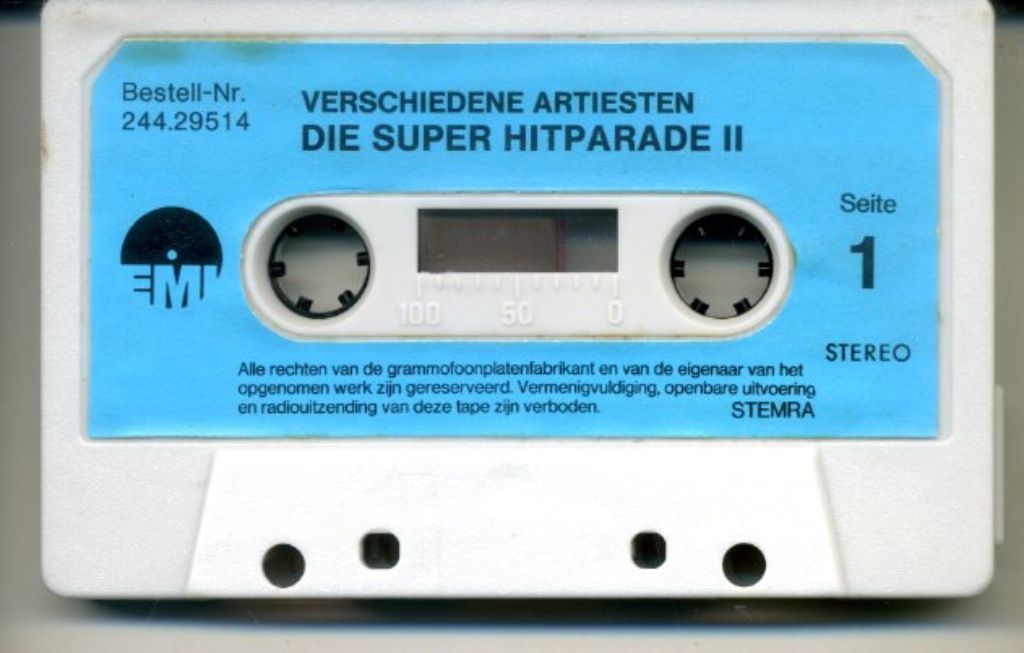 Bestell-Nr.
244.29514
VERSCHIEDENE ARTIESTEN
DIE SUPER HITPARADE II
EMI
Seite
1
100 50 0
STEREO
Alle rechten van de grammofoonplatenfabrikant en van de eigenaar van het
opgenomen werk zijn gereserveerd. Vermenigvuldiging, openbare uitvoering
en radiouitzending van deze tape zijn verboden.
STEMRA